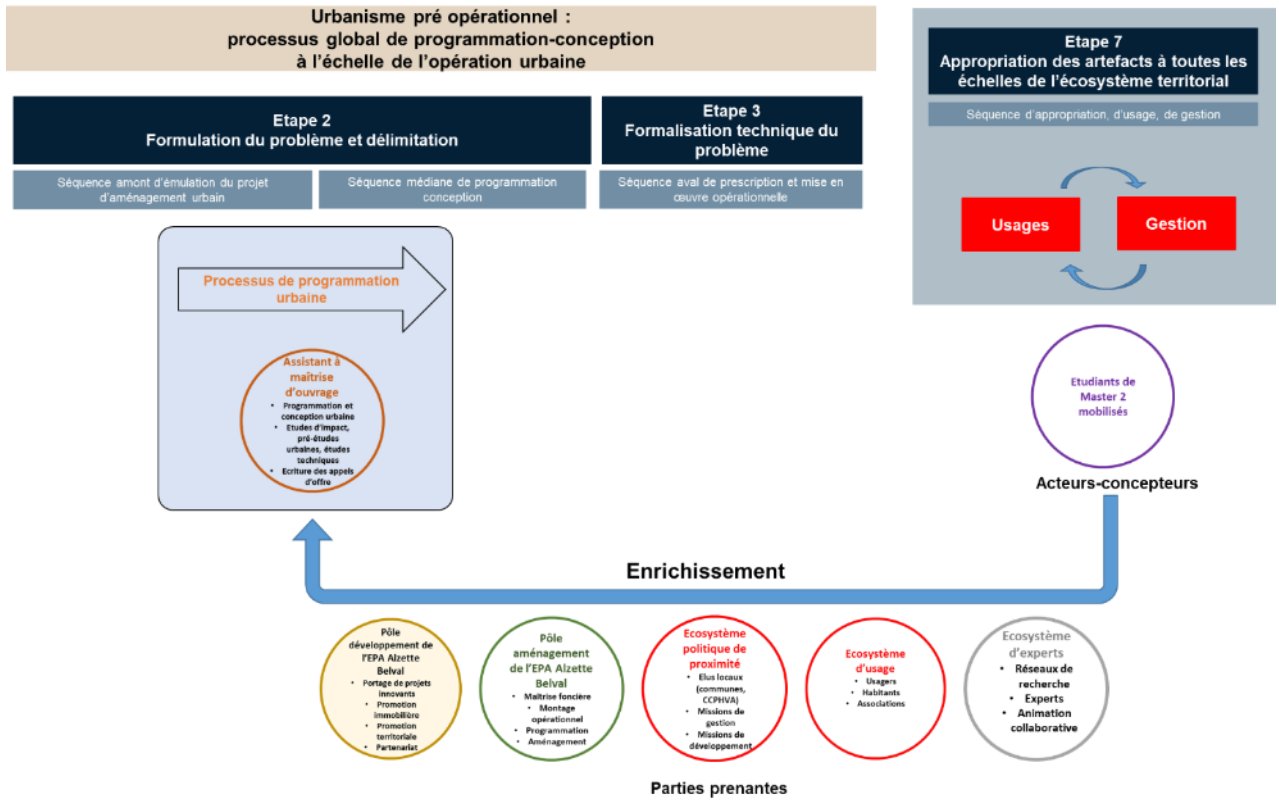 Urbanisme pré opérationnel :
processus global de programmation-conception
à l'échelle de l'opération urbaine
Etape 2
Formulation du problème et délimitation
Séquence amont d'émulation du projet
d'aménagement urbain
Séquence médiane de programmation
conception
Etape 3
Formalisation technique du
problème
Séquence aval de prescription et mise en
œuvre opérationnelle
Etape 7
Appropriation des artefacts à toutes les
échelles de l'écosystème territorial
Séquence d'appropriation, d'usage, de gestion
Usages
Gestion
Processus de programmation
urbaine
Assistant à
maîtrise
d'ouvrage
• Programmation et
conception urbaine
• Etudes d'impact,
pré-études
urbaines, études
techniques
• Ecriture des appels
d'offre
Etudiants de
Master 2
mobilisés
Acteurs-concepteurs
Enrichissement
Pôle
développement de
l'EPA Alzette
Belval
• Portage de projets
innovants
• Promotion
immobilière
• Promotion
territoriale
• Partenariat
Pôle
aménagement
de l'EPA Alzette
Belval
• Maîtrise foncière
• Montage
opérationnel
• Programmation
• Aménagement
Ecosystème
politique de
proximité
• Elus locaux
(communes,
CCPHVA)
• Missions de
gestion
• Missions de
développement
Ecosystème
d'usage
• Usagers
• Habitants
• Associations
Ecosystème
d'experts
• Réseaux de
recherche
• Experts
• Animation
collaborative
Parties prenantes